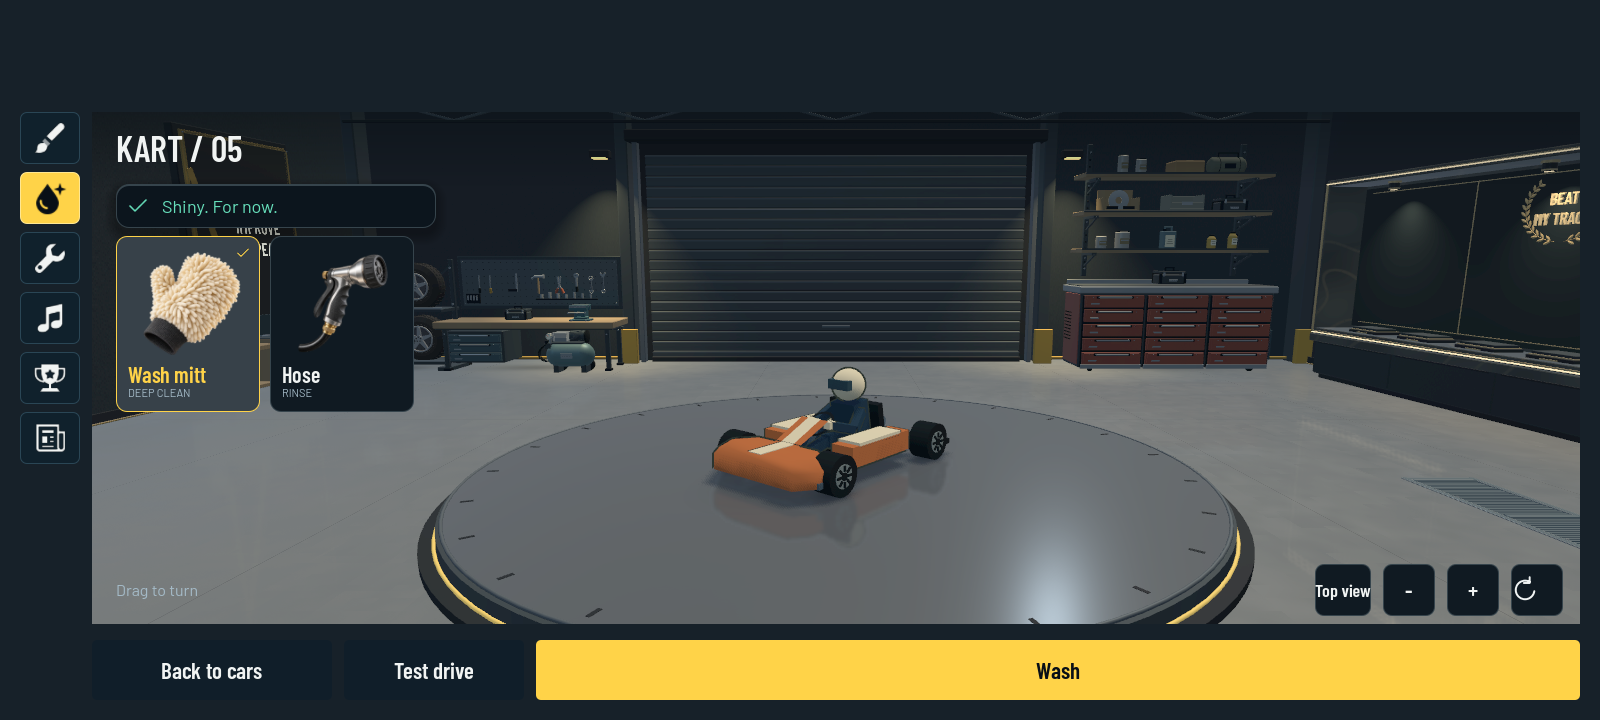 KART / 05
Shiny. For now.
Wash mitt
DEEP CLEAN
Hose
RINSE
BEAT
MY TRAC
Drag to turn
Top view
-
+
Back to cars
Test drive
Wash